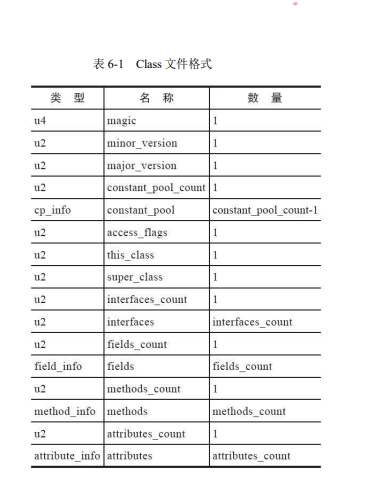 表 6-1 Class 文件格式
类 型 名 称 数 量
u4 magic 1
u2 minor_version 1
u2 major_version 1
u2 constant_pool_count 1
cp_info constant_pool constant_pool_count-1
u2 access_flags 1
u2 this_class 1
u2 super_class 1
u2 interfaces_count 1
u2 interfaces interfaces_count
u2 fields_count 1
field_info fields fields_count
u2 methods_count 1
method_info methods methods_count
u2 attributes_count 1
attribute_info attributes attributes_count